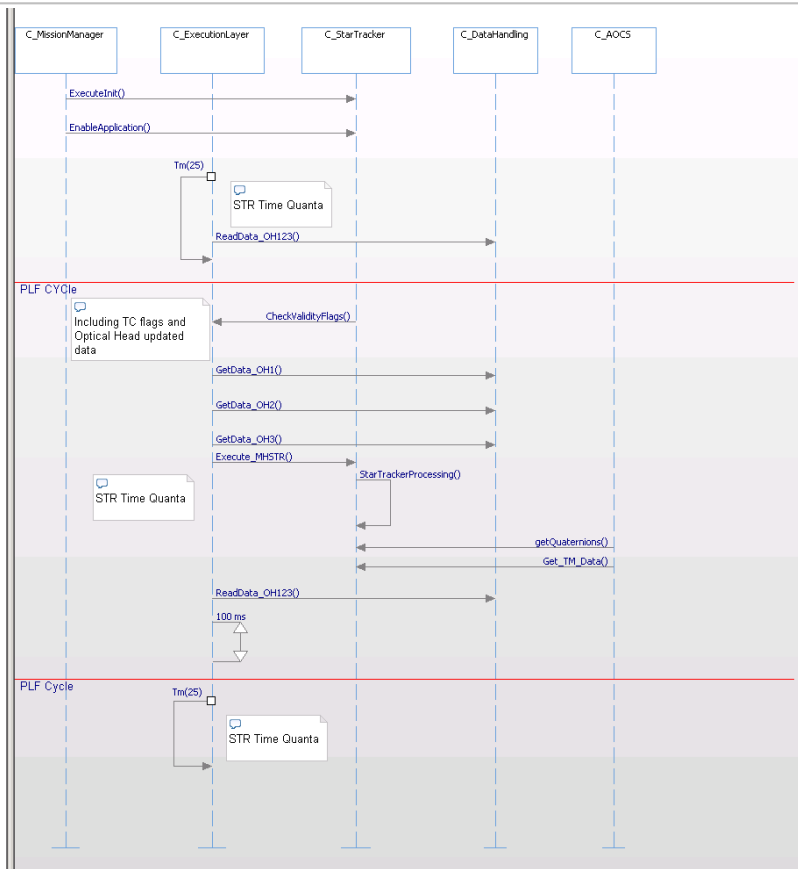 C_MissionManager
C_ExecutionLayer
C_StarTracker
C_DataHandling
C_AOCS
ExecuteInit()
EnableApplication()
Tm(25)
STR Time Quanta
ReadData_OH123()
PLF CYCle
Including TC flags and
Optical Head updated
data
CheckValidityFlags()
GetData_OH1()
GetData_OH2()
GetData_OH3()
Execute_MHSTR()
StarTrackerProcessing()
STR Time Quanta
getQuaternions()
Get_TM_Data()
ReadData_OH123()
100 ms
PLF Cycle
Tm(25)
STR Time Quanta